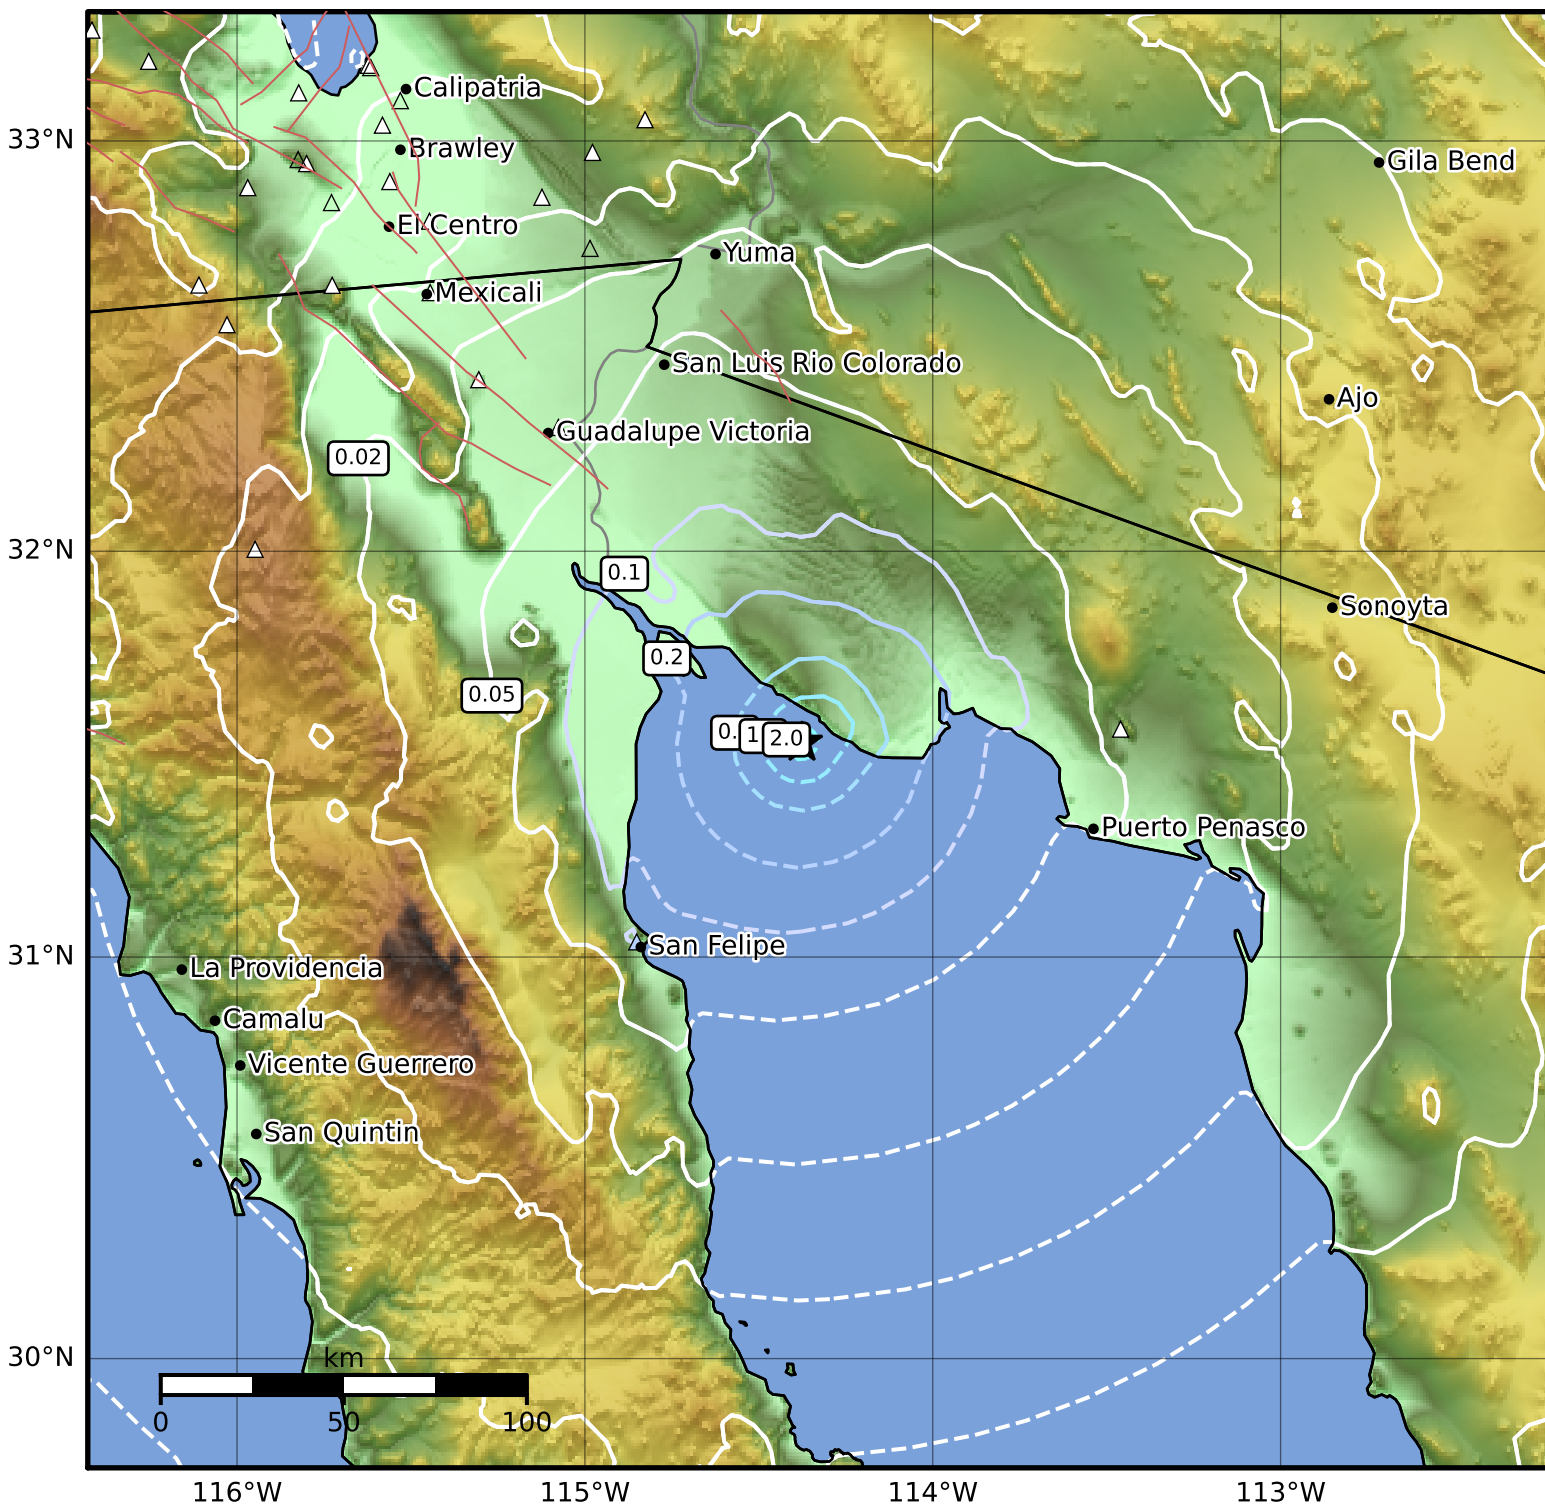 Calipatria
33°N
Brawley
Gila Bend
El Centro
Yuma
Mexicali
San Luis Rio Colorado
Ajo
Guadalupe Victoria
0.02
32°N
0.1
Sonoyta
0.2
0.05
0.
1
2.0
Puerto Penasco
San Felipe
31°N
La Providencia
Camalu
Vicente Guerrero
San Quintin
30°N
km
0 50 100
116°W 115°W 114°W 113°W